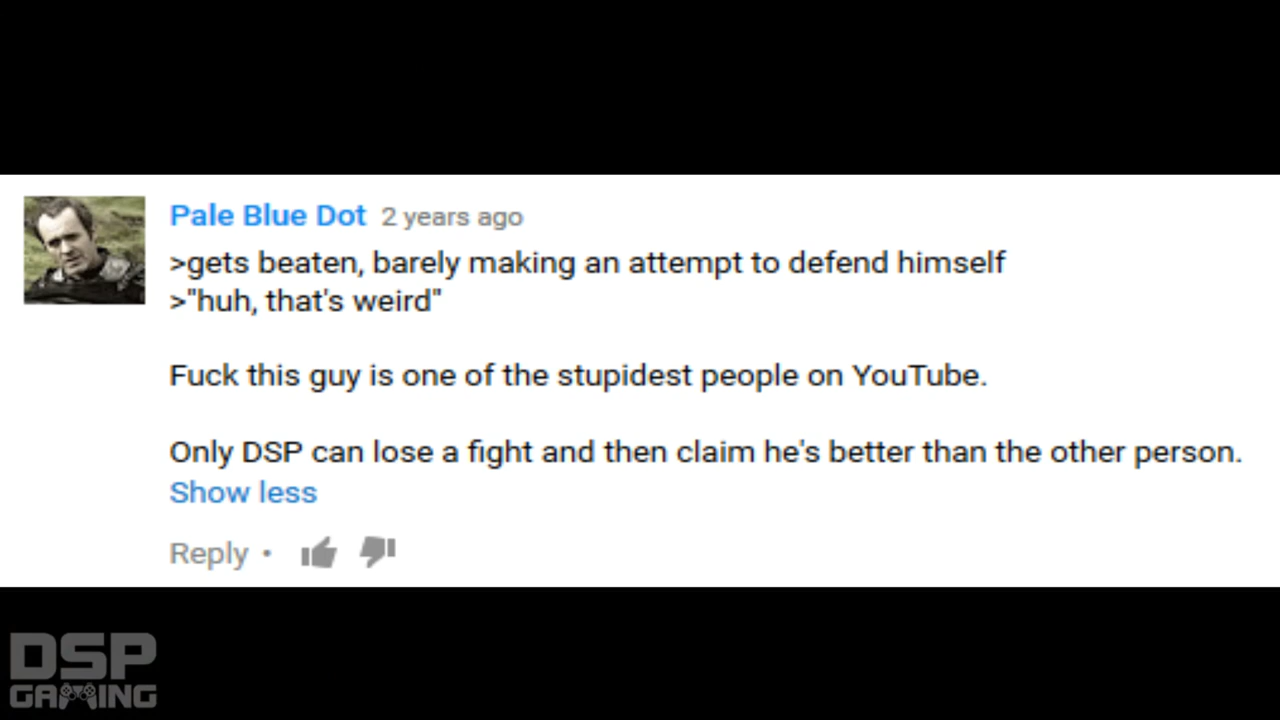 Pale Blue Dot 2 years ago
>gets beaten, barely making an attempt to defend himself
>"huh, that's weird"
Fuck this guy is one of the stupidest people on YouTube.
Only DSP can lose a fight and then claim he's better than the other person.
Show less
Reply •
DSP
GAMING